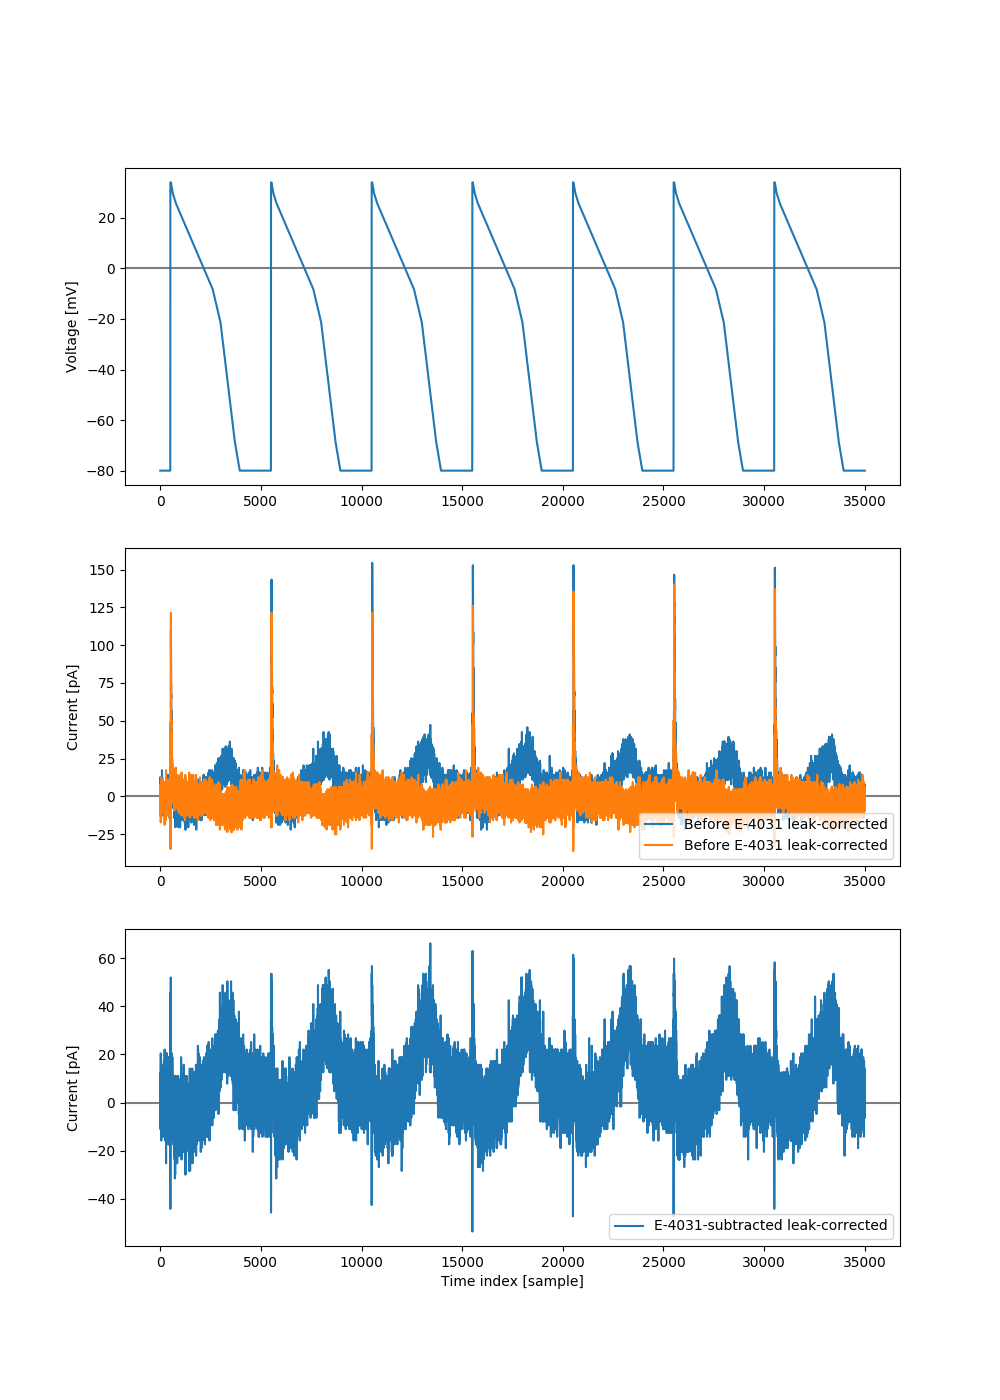 20
0
−20
−40
−60
−80
Voltage [mV]
0 5000 10000 15000 20000 25000 30000 35000
150
125
100
75
50
25
0
−25
Current [pA]
Before E-4031 leak-corrected
Before E-4031 leak-corrected
0 5000 10000 15000 20000 25000 30000 35000
60
40
20
0
−20
−40
Current [pA]
E-4031-subtracted leak-corrected
0 5000 10000 15000 20000 25000 30000 35000
Time index [sample]